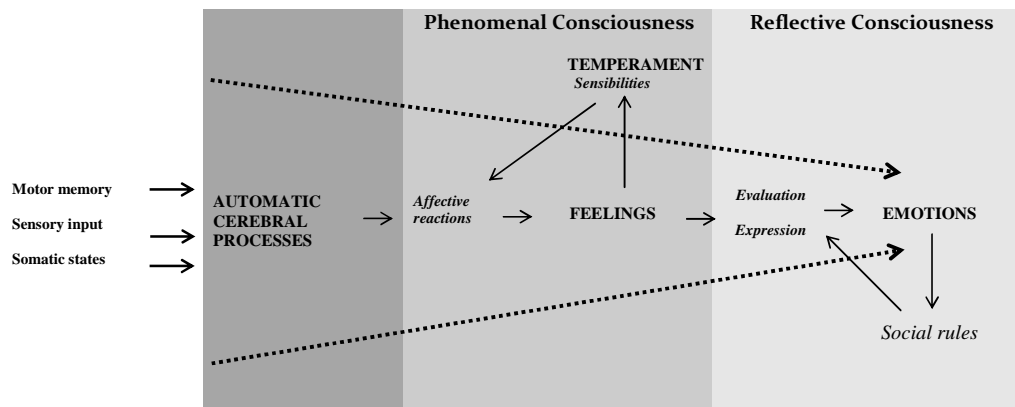 Phenomenal Consciousness
Reflective Consciousness
TEMPERAMENT
Sensibilities
Motor memory
Sensory input
Somatic states
AUTOMATIC
CEREBRAL
PROCESSES
Affective
reactions
FEELINGS
Evaluation
Expression
EMOTIONS
Social rules